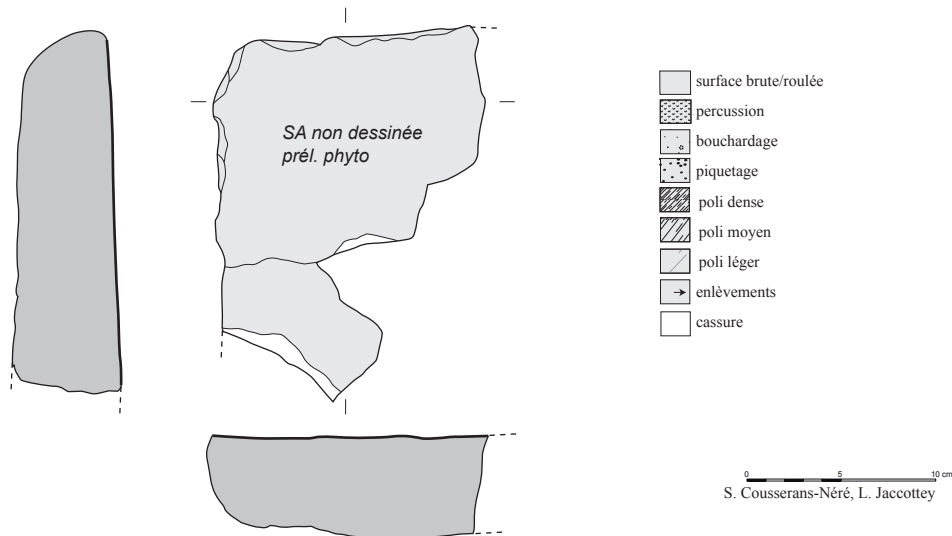 SA non dessinée
prél. phyto
surface brute/roulée
percussion
bouchardage
piquetage
poli dense
poli moyen
poli léger
enlèvements
cassure
0 5 10 cm
S. Cousserans-Néré, L. Jaccottey